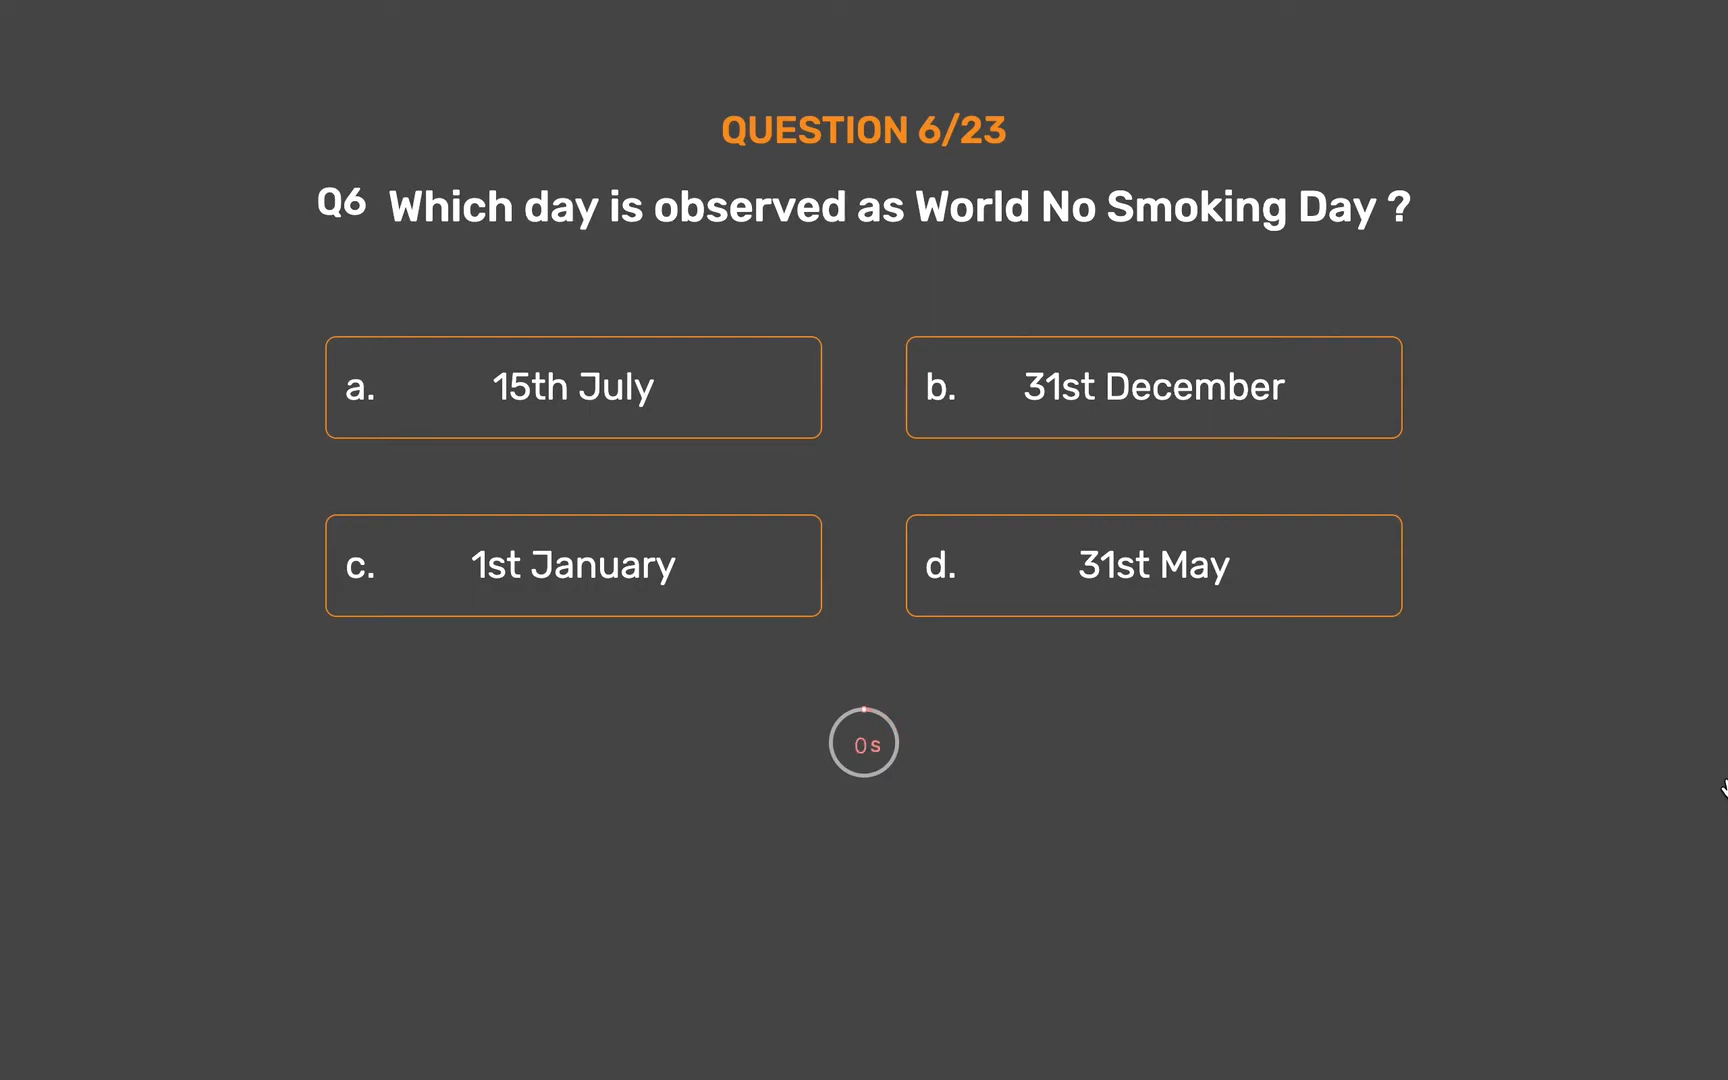 QUESTION 6/23
Q6 Which day is observed as World No Smoking Day ?
a. 15th July
b. 31st December
c. 1st January
d. 31st May
0 s